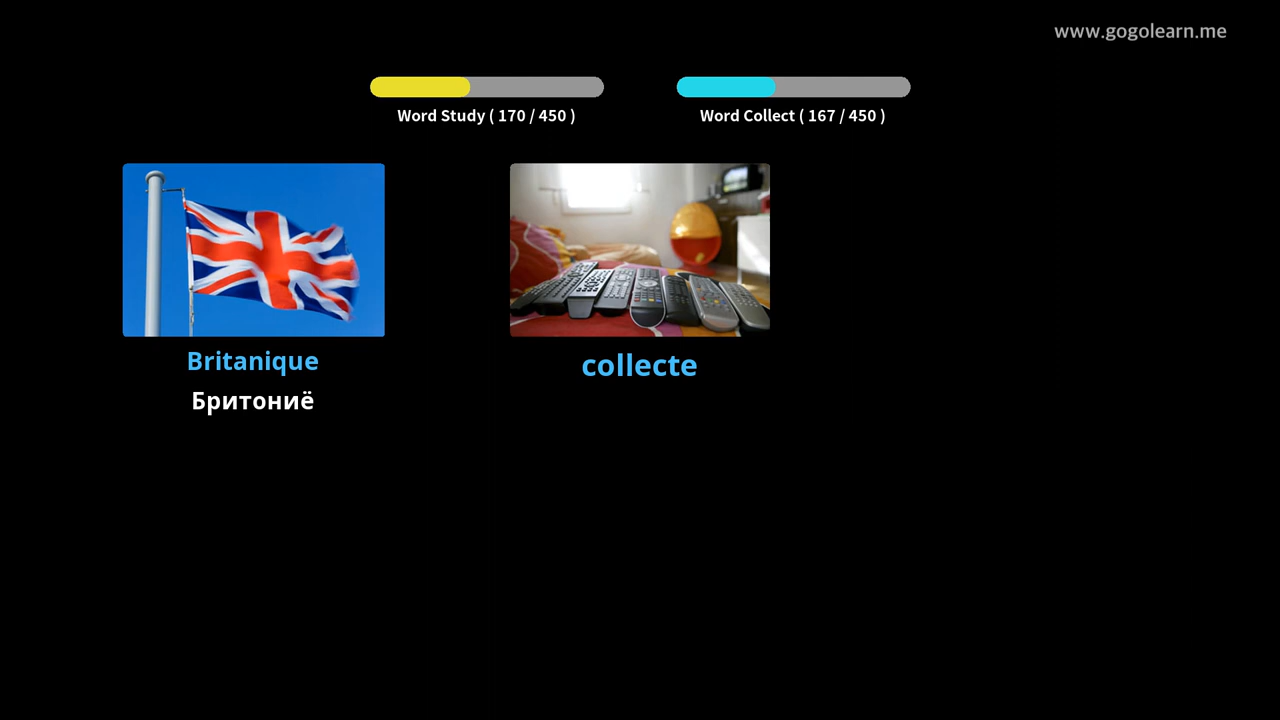 www.gogolearn.me
Word Study ( 170 / 450 )
Word Collect ( 167 / 450 )
Britanique
collecte
Бритониё